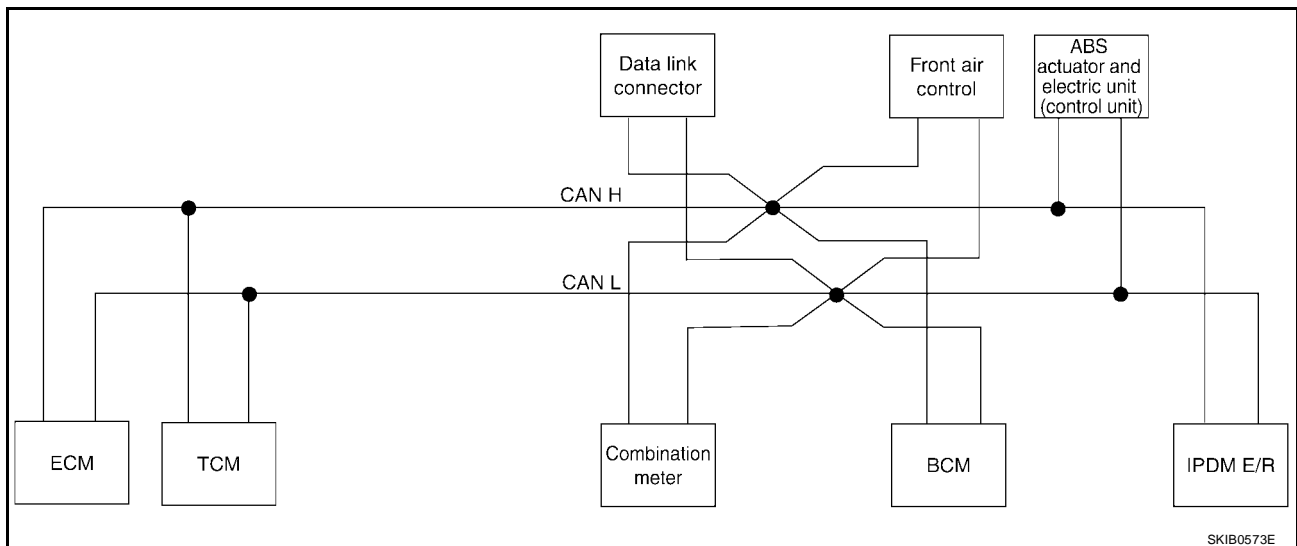 Data link
connector
Front air
control
ABS
actuator and
electric unit
(control unit)
CAN H
CAN L
ECM
TCM
Combination
meter
BCM
IPDM E/R
SKIB0573E